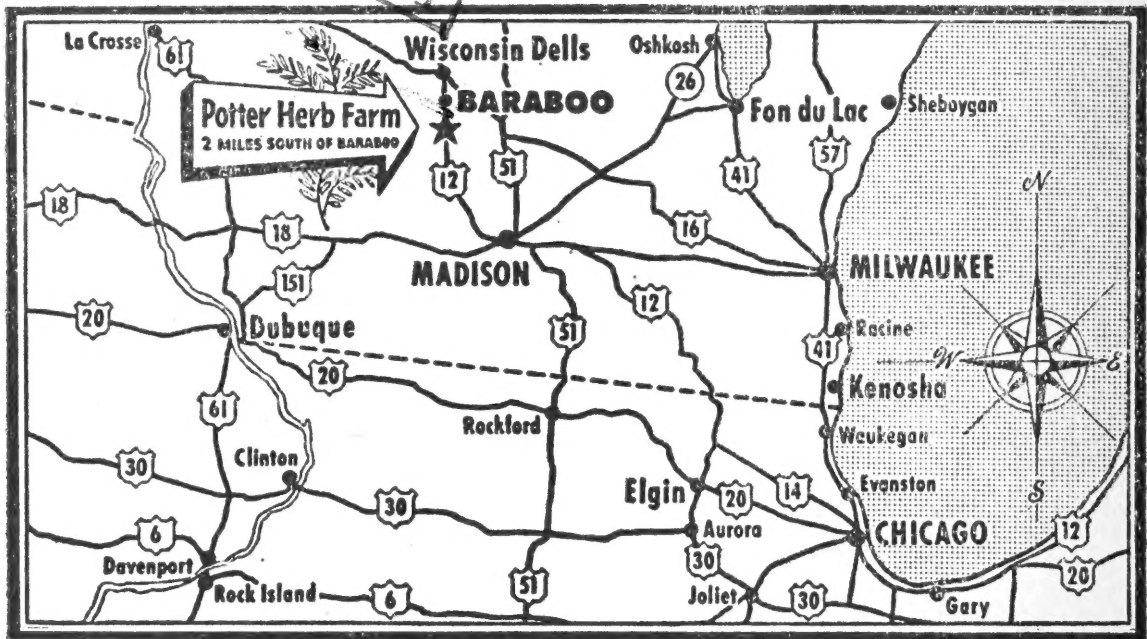 La Crosse
61
Wisconsin Dells
Oshkosh
26
Potter Herb Farm
2 MILES SOUTH OF BARABOO
BARABOO
Fon du Lac
Sheboygan
12
51
41
57
N
18
18
16
151
MADISON
MILWAUKEE
12
20
Dubuque
51
Racine
41
W
E
20
Kenosha
61
Rockford
Waukegan
30
Clinton
Elgin
20
14
Evanston
S
30
6
Aurora
CHICAGO
12
Davenport
30
20
Rock Island
6
51
Joliet
30
Gary